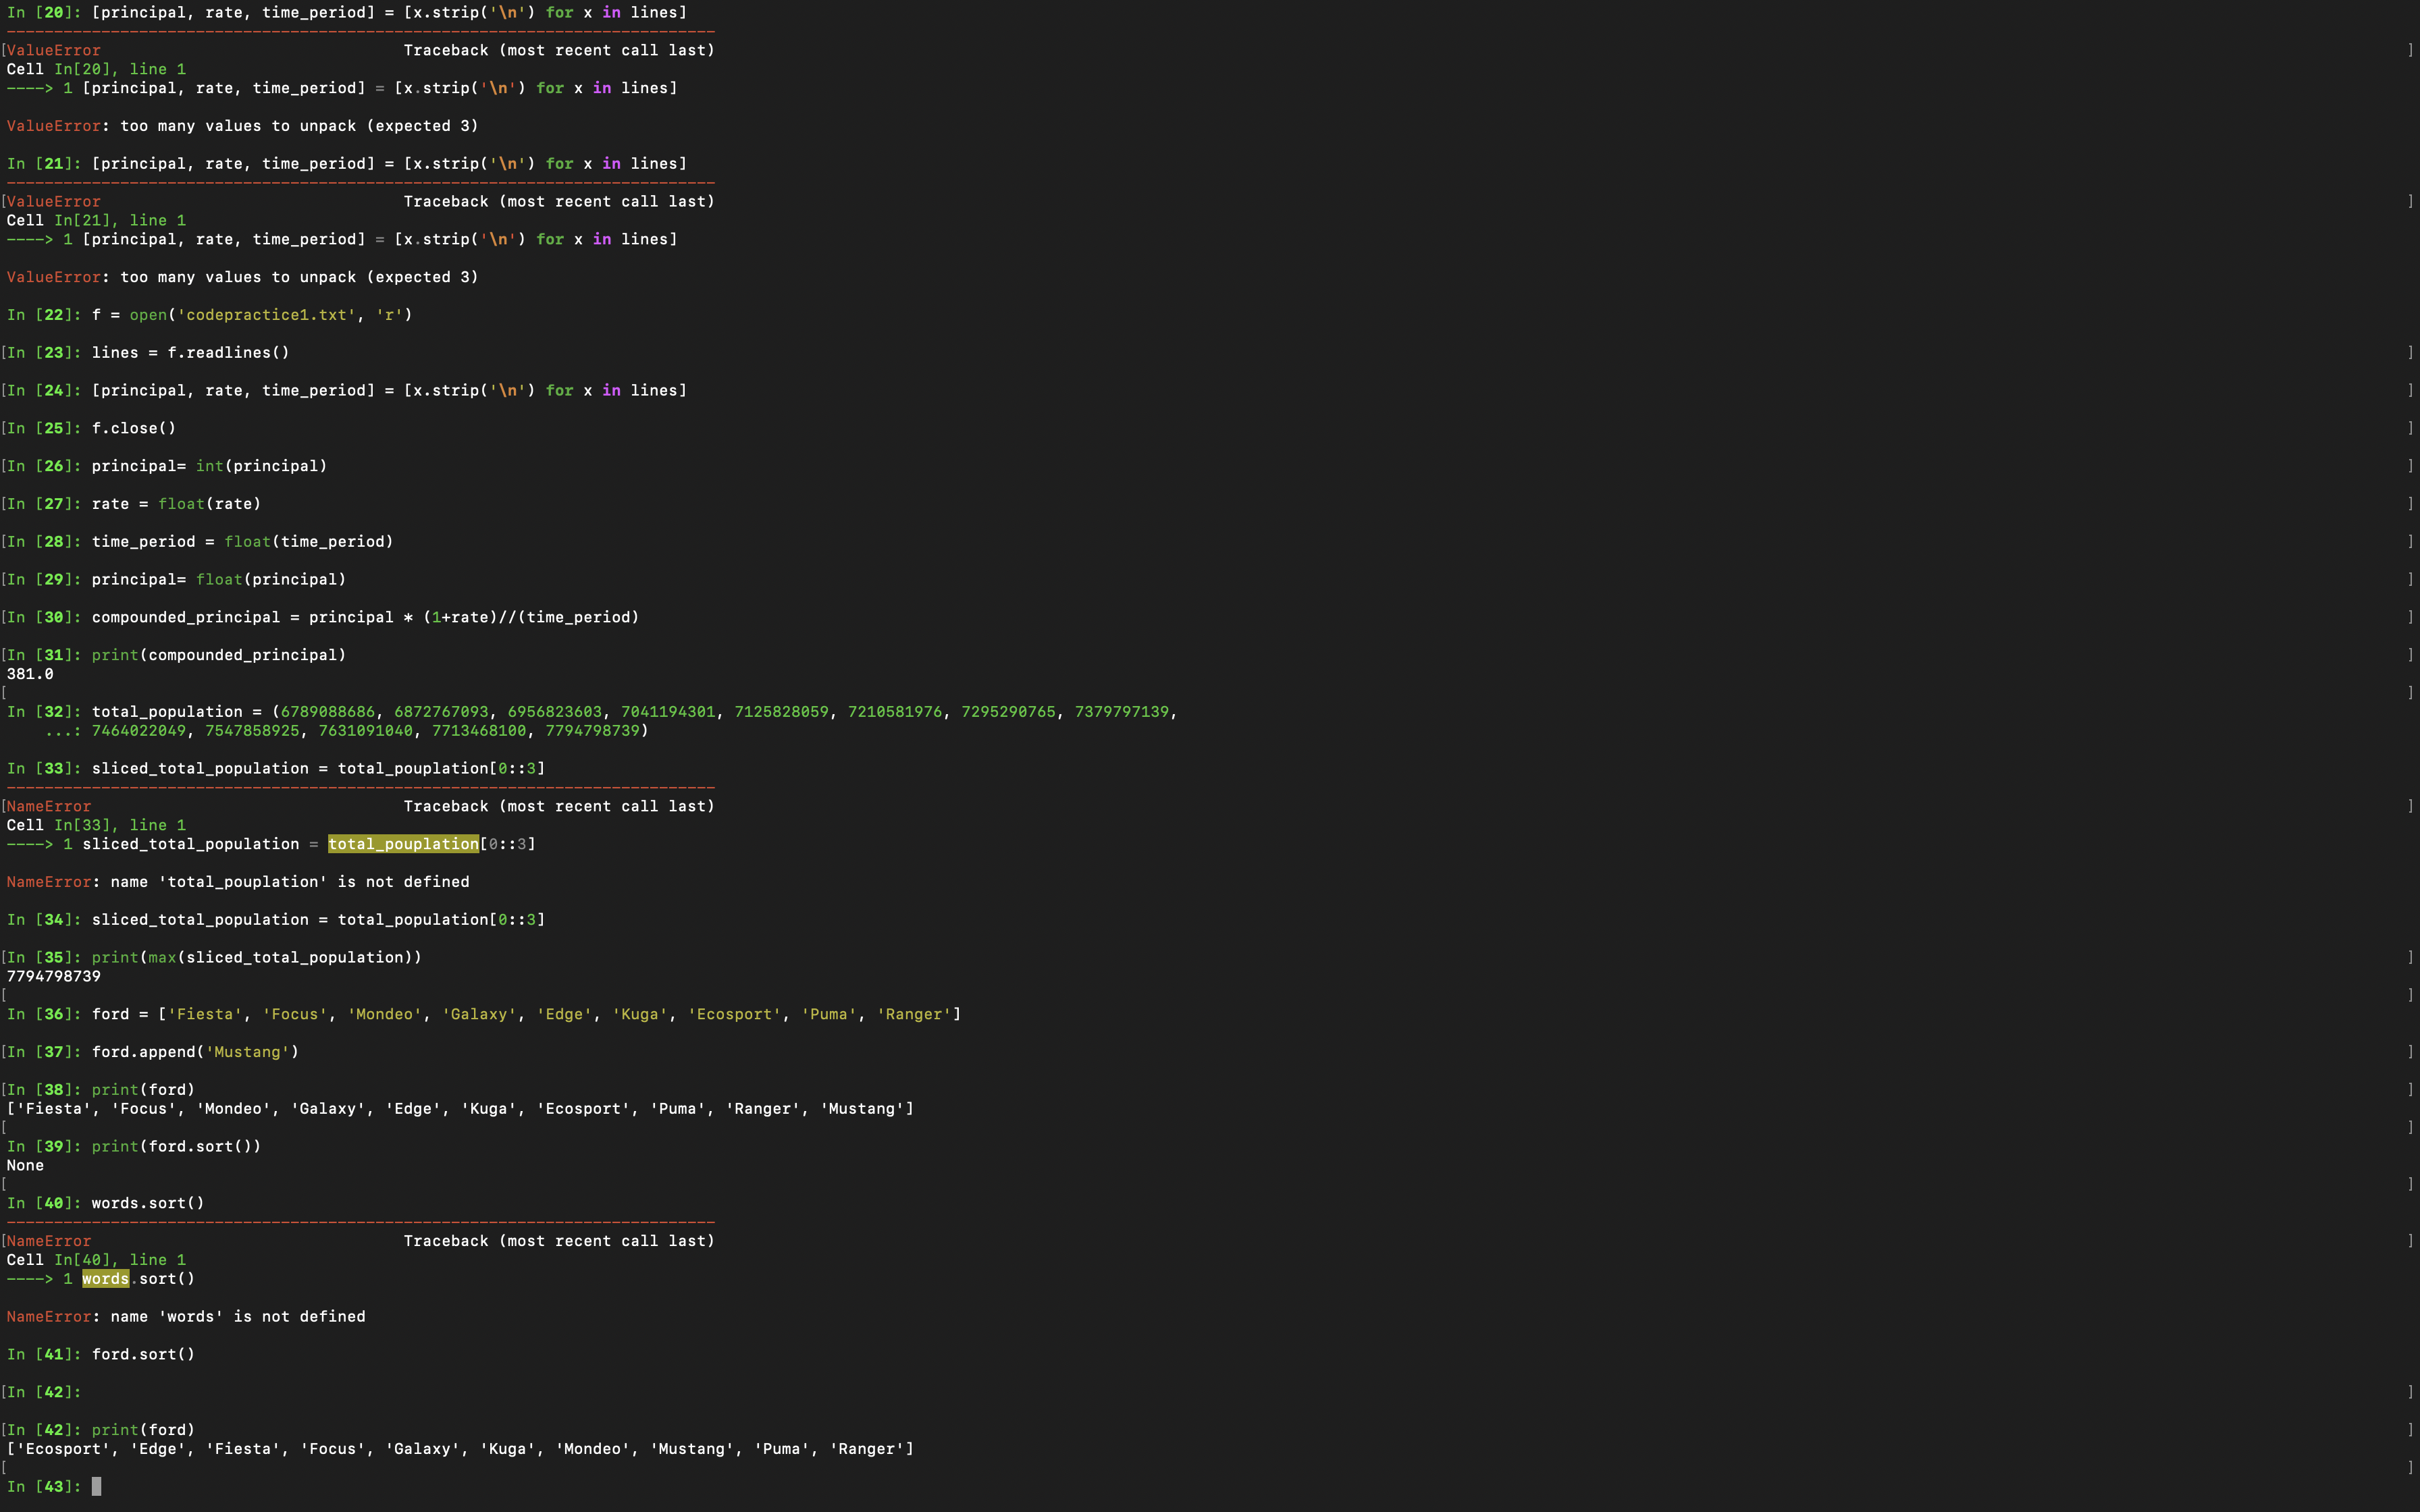 In [20]: [principal, rate, time_period] = [x.strip('\n') for x in lines]
---------------------------------------------------------------------------
[ValueError                                Traceback (most recent call last) ]
Cell In[20], line 1
----> 1 [principal, rate, time_period] = [x.strip('\n') for x in lines]
ValueError: too many values to unpack (expected 3)
In [21]: [principal, rate, time_period] = [x.strip('\n') for x in lines]
---------------------------------------------------------------------------
[ValueError                                Traceback (most recent call last) ]
Cell In[21], line 1
----> 1 [principal, rate, time_period] = [x.strip('\n') for x in lines]
ValueError: too many values to unpack (expected 3)
In [22]: f = open('codepractice1.txt', 'r')
[In [23]: lines = f.readlines() ]
[In [24]: [principal, rate, time_period] = [x.strip('\n') for x in lines] ]
[In [25]: f.close() ]
[In [26]: principal= int(principal) ]
[In [27]: rate = float(rate) ]
[In [28]: time_period = float(time_period) ]
[In [29]: principal= float(principal) ]
[In [30]: compounded_principal = principal * (1+rate)//(time_period) ]
[In [31]: print(compounded_principal) ]
381.0
[ ]
In [32]: total_population = (6789088686, 6872767093, 6956823603, 7041194301, 7125828059, 7210581976, 7295290765, 7379797139,
    ...: 7464022049, 7547858925, 7631091040, 7713468100, 7794798739)
In [33]: sliced_total_population = total_pouplation[0::3]
---------------------------------------------------------------------------
[NameError                                 Traceback (most recent call last) ]
Cell In[33], line 1
----> 1 sliced_total_population = total_pouplation[0::3]
NameError: name 'total_pouplation' is not defined
In [34]: sliced_total_population = total_population[0::3]
[In [35]: print(max(sliced_total_population)) ]
7794798739
[ ]
In [36]: ford = ['Fiesta', 'Focus', 'Mondeo', 'Galaxy', 'Edge', 'Kuga', 'Ecosport', 'Puma', 'Ranger']
[In [37]: ford.append('Mustang') ]
[In [38]: print(ford) ]
['Fiesta', 'Focus', 'Mondeo', 'Galaxy', 'Edge', 'Kuga', 'Ecosport', 'Puma', 'Ranger', 'Mustang']
[ ]
In [39]: print(ford.sort())
None
[ ]
In [40]: words.sort()
---------------------------------------------------------------------------
[NameError                                 Traceback (most recent call last) ]
Cell In[40], line 1
----> 1 words.sort()
NameError: name 'words' is not defined
In [41]: ford.sort()
[In [42]: ]
[In [42]: print(ford) ]
['Ecosport', 'Edge', 'Fiesta', 'Focus', 'Galaxy', 'Kuga', 'Mondeo', 'Mustang', 'Puma', 'Ranger']
[ ]
In [43]: